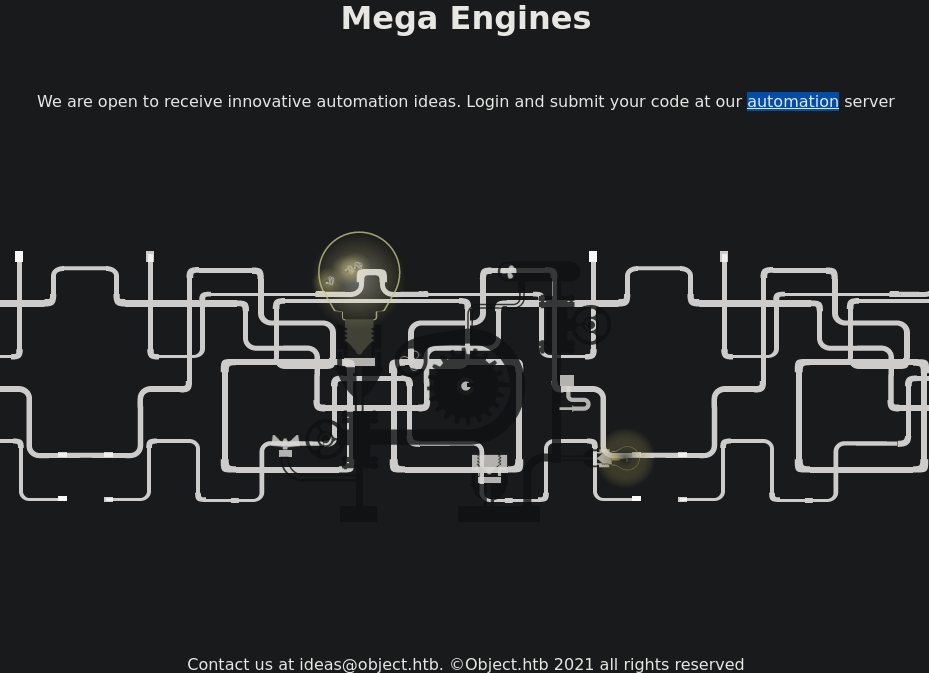 Mega Engines
We are open to receive innovative automation ideas. Login and submit your code at our automation server
Contact us at ideas@object.htb. ©Object.htb 2021 all rights reserved